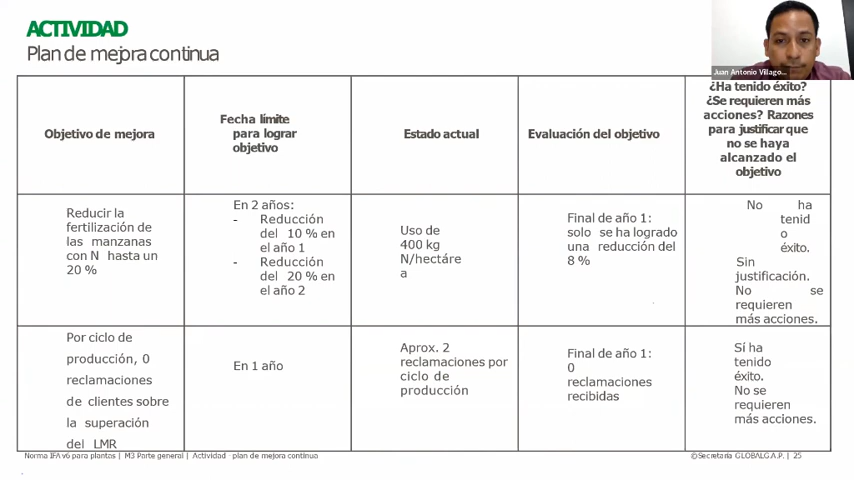 ACTIVIDAD
Plan de mejora continua
Juan Antonio Villago...
Objetivo de mejora
Fecha límite
para lograr
objetivo
Estado actual
Evaluación del objetivo
¿Ha tenido éxito?
¿Se requieren más
acciones? Razones
para justificar que
no se haya
alcanzado el
objetivo
Reducir la
fertilización de
las manzanas
con N hasta un
20 %
En 2 años:
- Reducción
del 10 % en
el año 1
- Reducción
del 20 % en
el año 2
Uso de
400 kg
N/hectáre
a
Final de año 1:
solo se ha logrado
una reducción del
8 %
No ha
tenid
o
éxito.
Sin
justificación.
No se
requieren
más acciones.
Por ciclo de
producción, 0
reclamaciones
de clientes sobre
la superación
del LMR
En 1 año
Aprox. 2
reclamaciones por
ciclo de
producción
Final de año 1:
0
reclamaciones
recibidas
Sí ha
tenido
éxito.
No se
requieren
más acciones.
Norma IFA v6 para plantas | M3 Parte general | Actividad - plan de mejora continua
©Secretaría GLOBALG.A.P. | 25